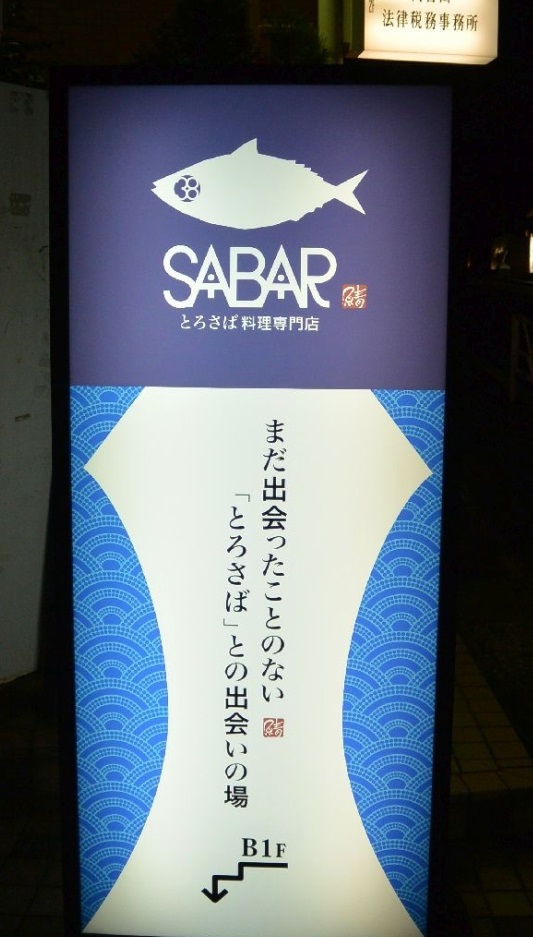 法律税務事務所
SABAR
鯖
とろさば料理専門店
まだ出会ったことのない
鯖
「とろさば」との出会いの場
B1F